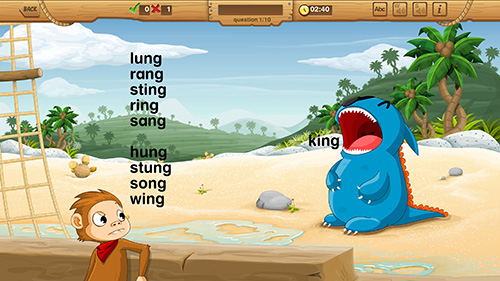 BACK
0 1
question 1/10
02:40
Abc
i
lung
rang
sting
ring
sang
hung
stung
song
wing
king